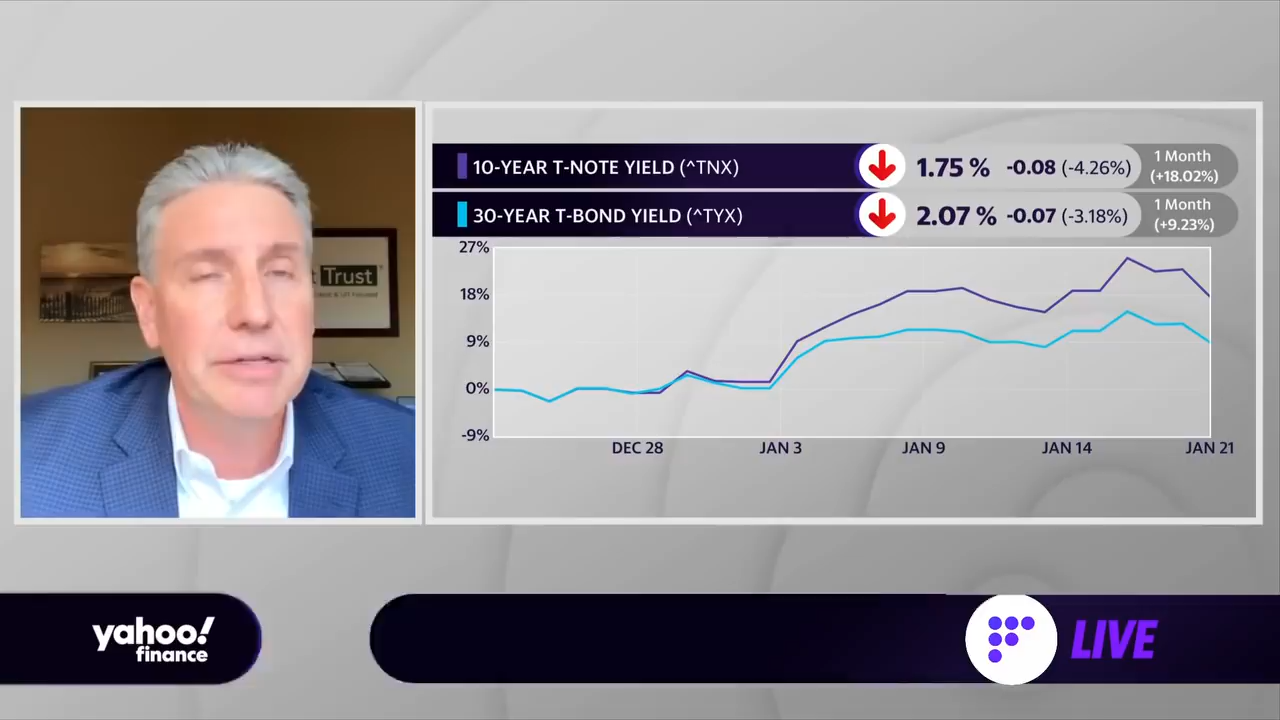 t Trust
10-YEAR T-NOTE YIELD (^TNX)
1.75 %
-0.08 (-4.26%)
1 Month
(+18.02%)
30-YEAR T-BOND YIELD (^TYX)
2.07 %
-0.07 (-3.18%)
1 Month
(+9.23%)
27%
18%
9%
0%
-9%
DEC 28
JAN 3
JAN 9
JAN 14
JAN 21
yahoo!
finance
LIVE